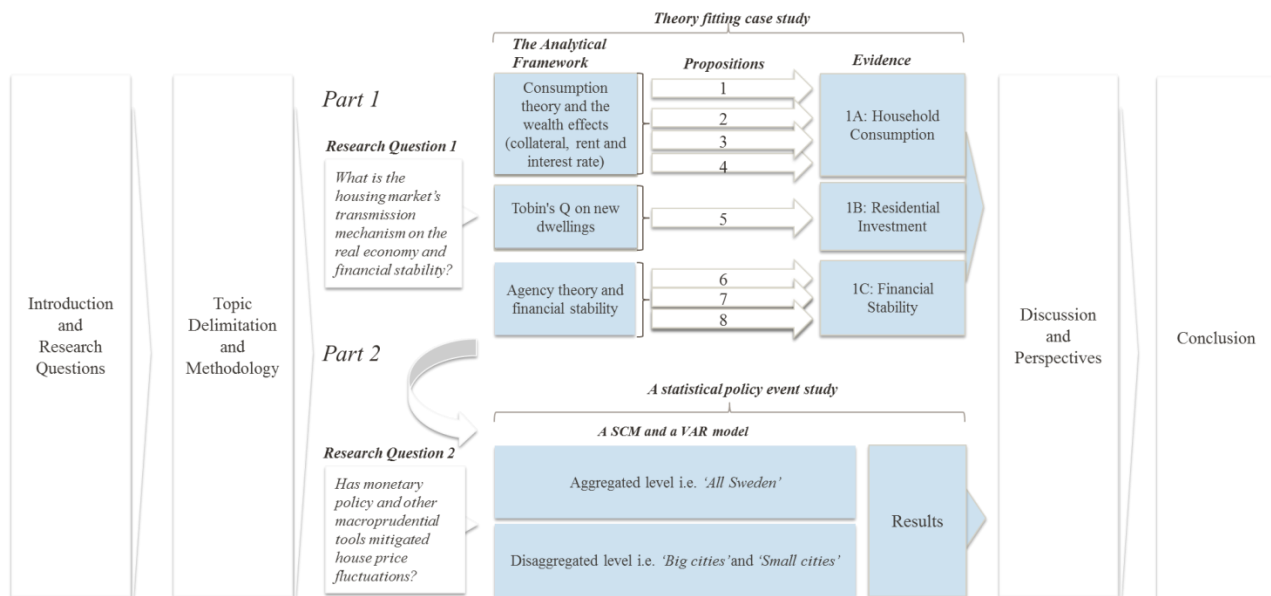 Theory fitting case study
The Analytical
Framework
Propositions
Evidence
Part 1
Research Question 1
What is the
housing market's
transmission
mechanism on the
real economy and
financial stability?
Consumption
theory and the
wealth effects
(collateral, rent and
interest rate)
1
2
3
4
1A: Household
Consumption
Tobin's Q on new
dwellings
5
1B: Residential
Investment
Agency theory and
financial stability
6
7
8
1C: Financial
Stability
Introduction
and
Research
Questions
Topic
Delimitation
and
Methodology
Discussion
and
Perspectives
Conclusion
Part 2
A statistical policy event study
A SCM and a VAR model
Research Question 2
Has monetary
policy and other
macroprudential
tools mitigated
house price
fluctuations?
Aggregated level i.e. 'All Sweden'
Disaggregated level i.e. 'Big cities' and 'Small cities'
Results